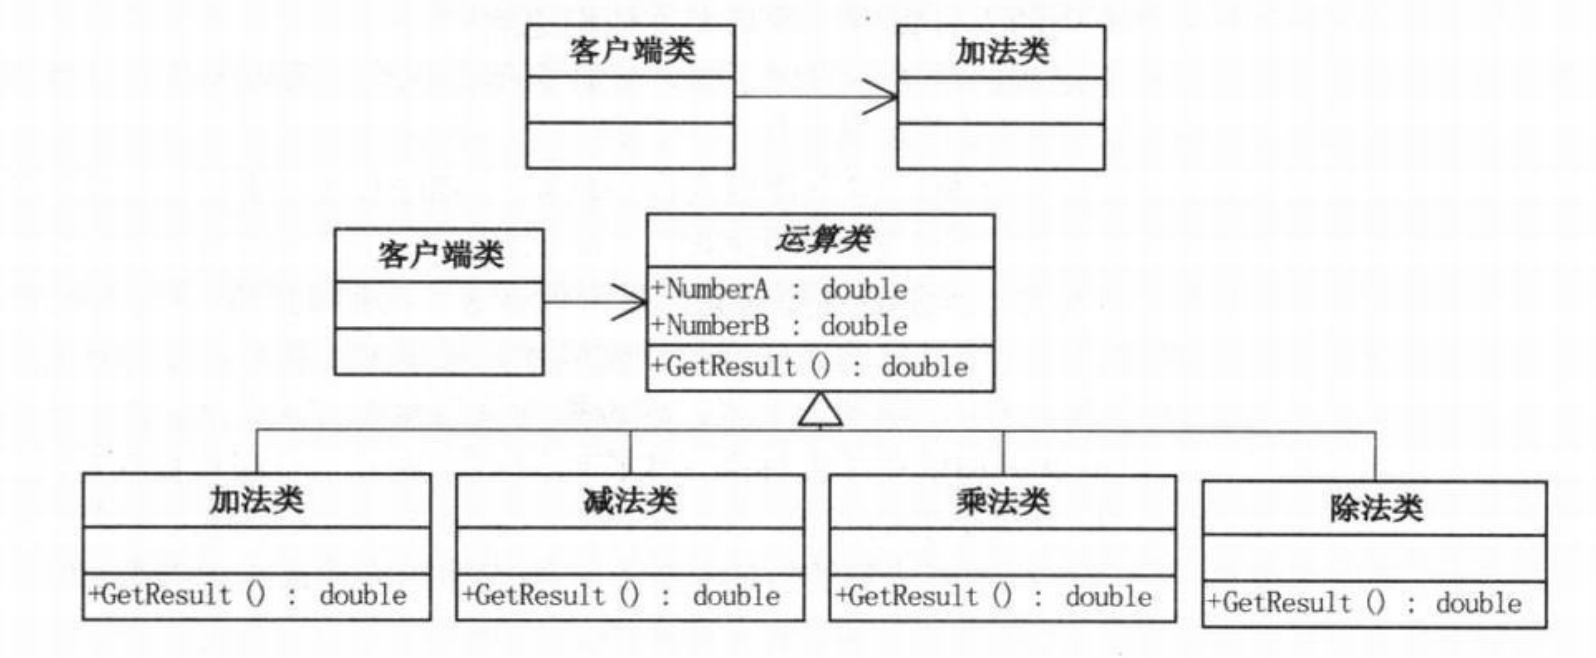 客户端类
加法类
客户端类
运算类
+NumberA : double
+NumberB : double
+GetResult () : double
加法类
减法类
乘法类
除法类
+GetResult () : double
+GetResult () : double
+GetResult () : double
+GetResult () : double